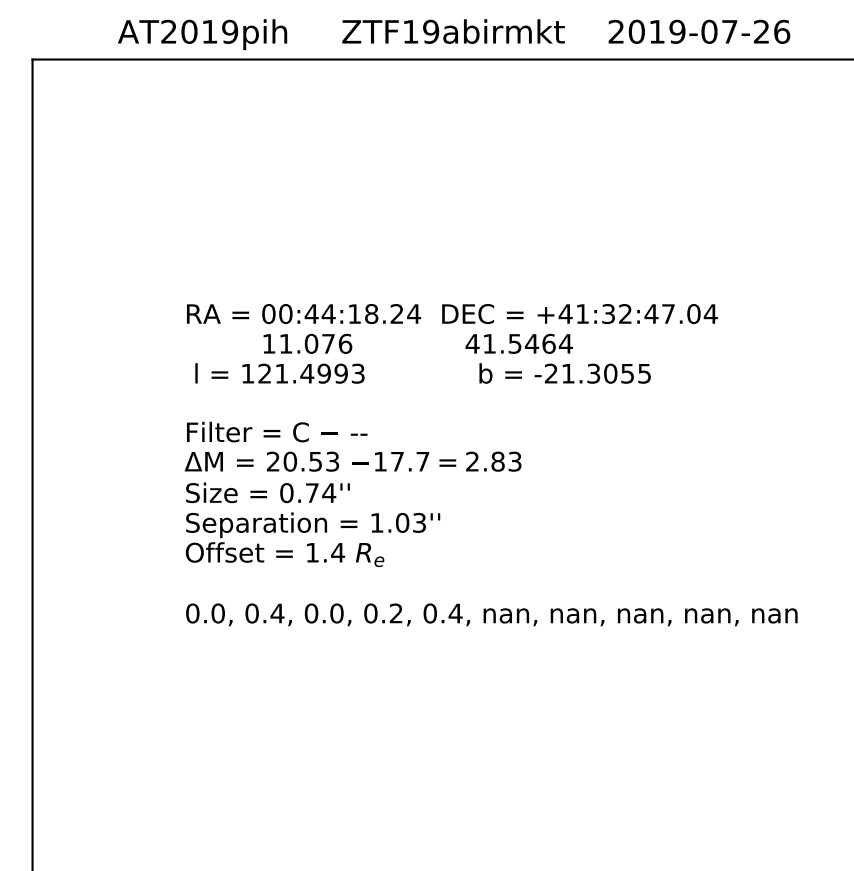 AT2019pih ZTF19abirmkt 2019-07-26
RA = 00:44:18.24 DEC = +41:32:47.04
11.076 41.5464
l = 121.4993 b = -21.3055
Filter = C − --
ΔM = 20.53 −17.7 = 2.83
Size = 0.74''
Separation = 1.03''
Offset = 1.4 Re
0.0, 0.4, 0.0, 0.2, 0.4, nan, nan, nan, nan, nan